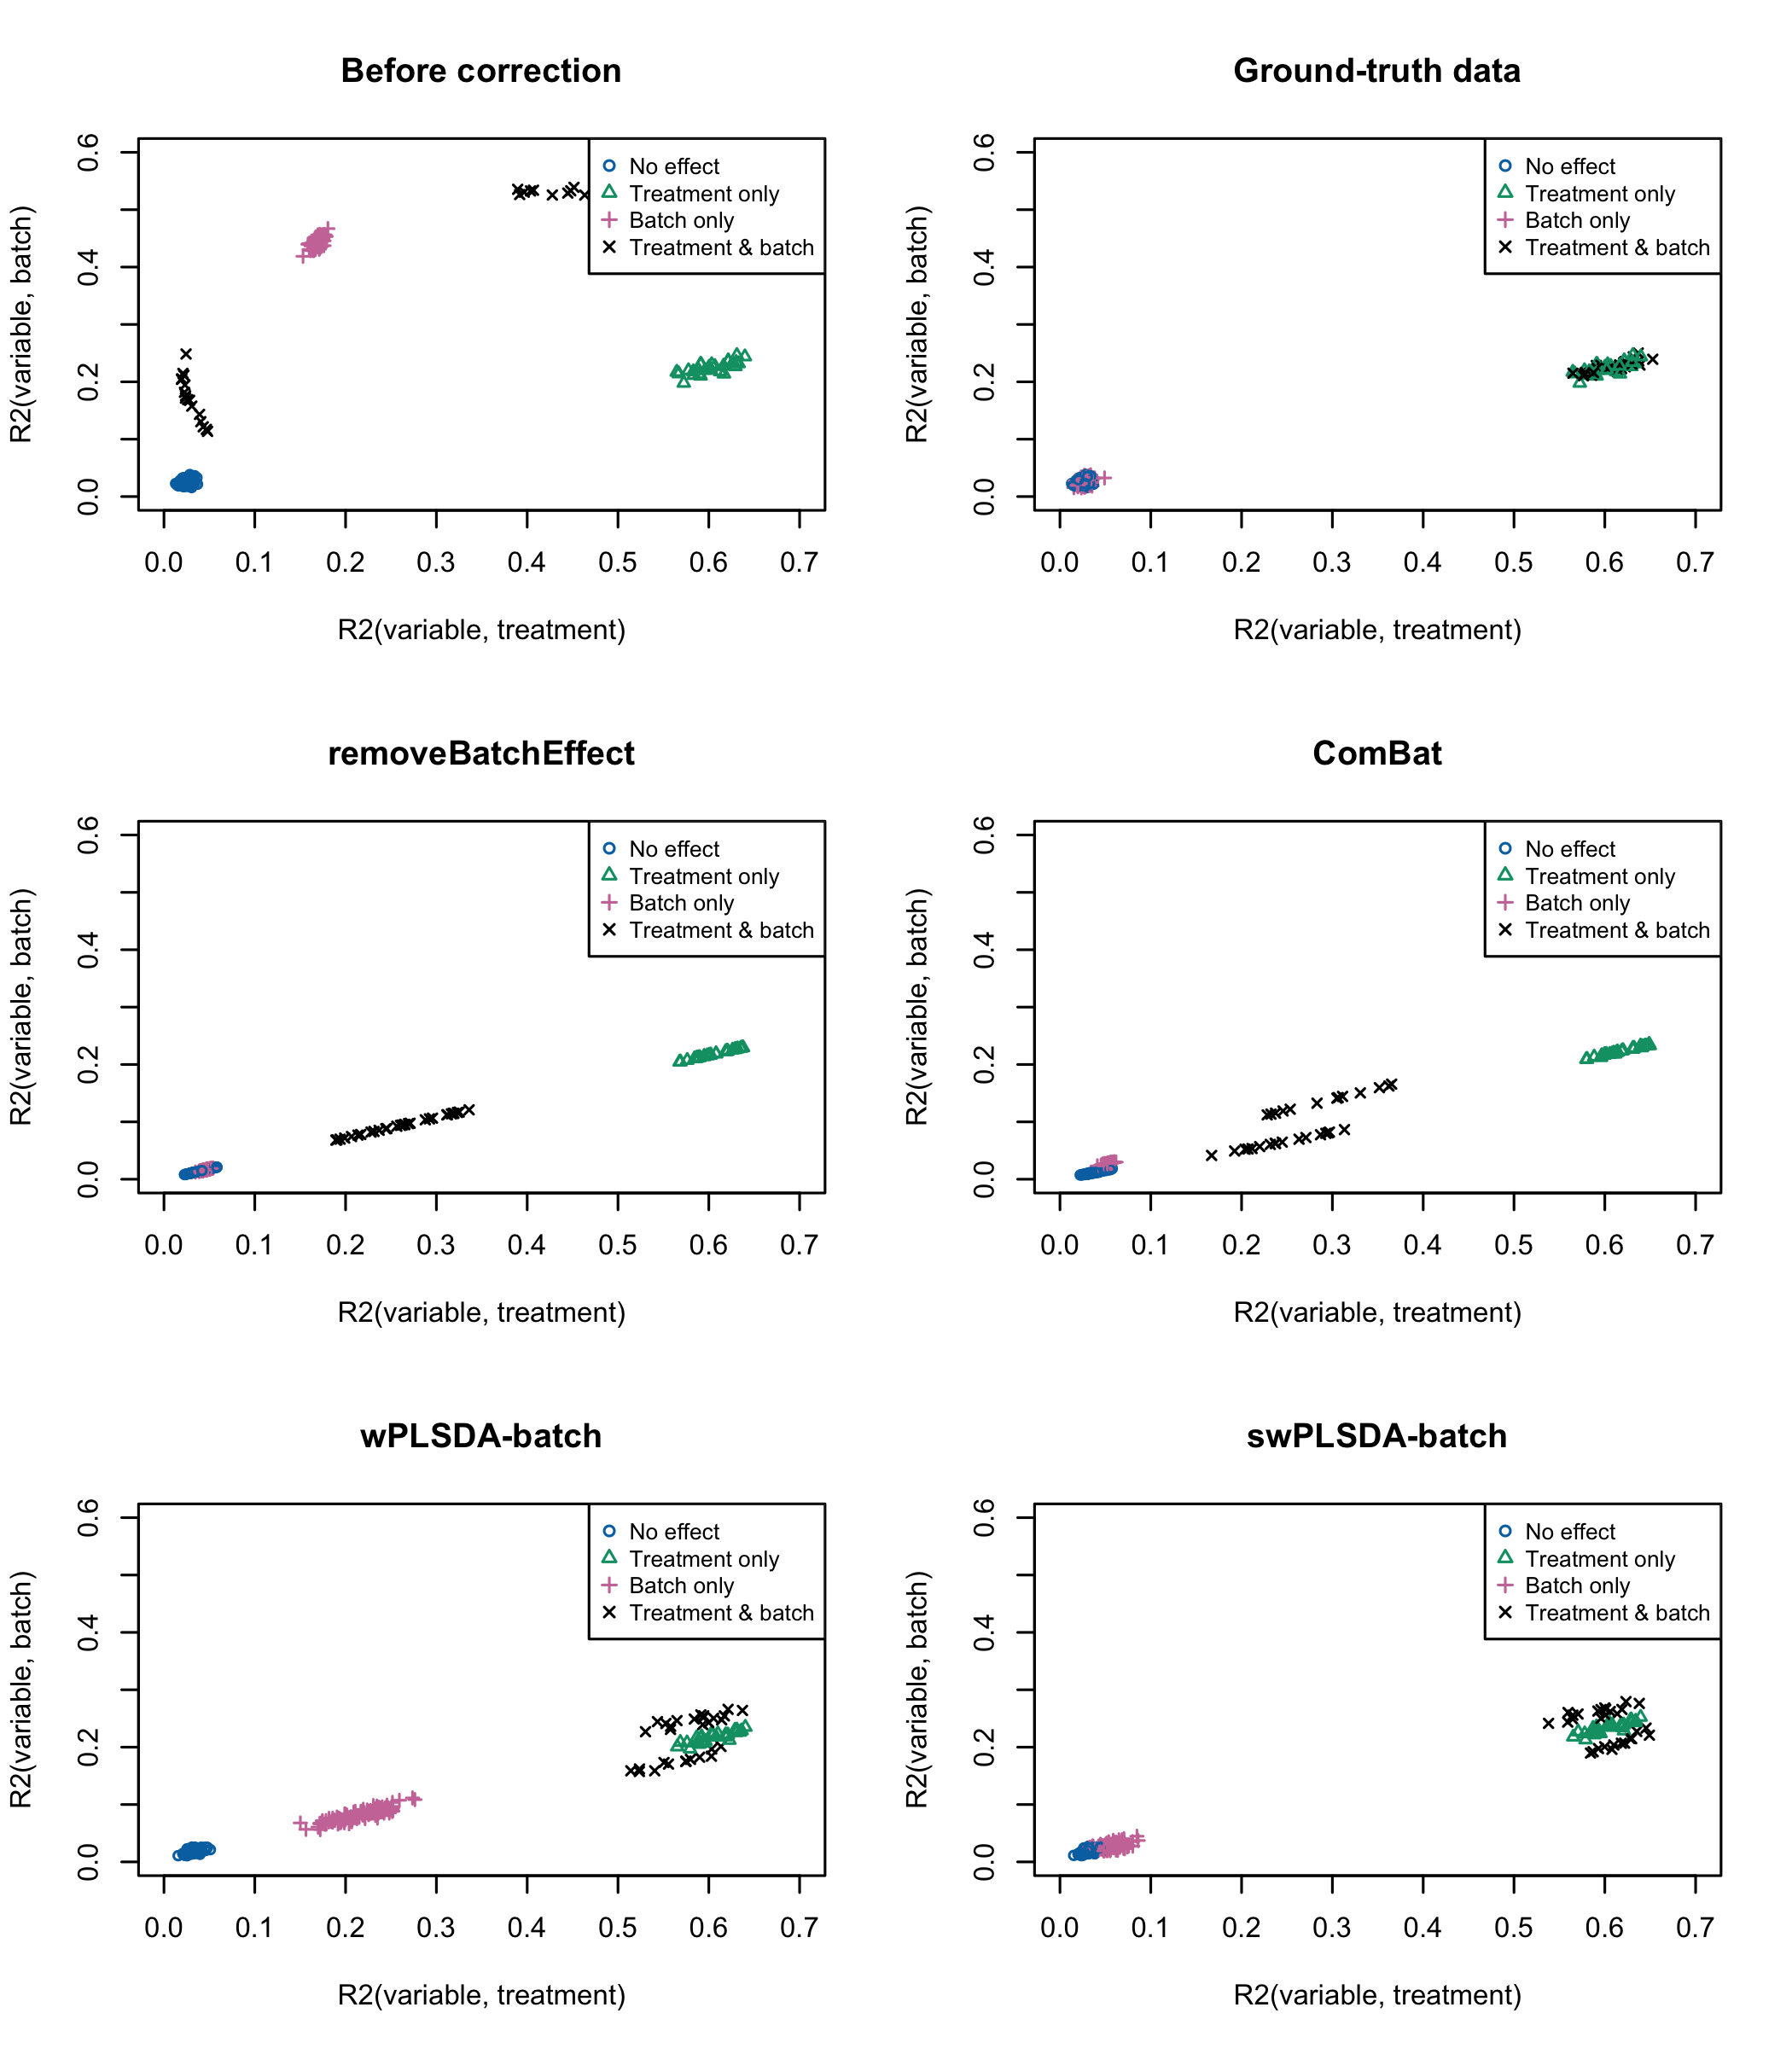 Before correction
R2(variable, batch)
0.0 0.2 0.4 0.6
No effect
Treatment only
Batch only
Treatment & batch
0.0 0.1 0.2 0.3 0.4 0.5 0.6 0.7
R2(variable, treatment)
Ground-truth data
R2(variable, batch)
0.0 0.2 0.4 0.6
No effect
Treatment only
Batch only
Treatment & batch
0.0 0.1 0.2 0.3 0.4 0.5 0.6 0.7
R2(variable, treatment)
removeBatchEffect
R2(variable, batch)
0.0 0.2 0.4 0.6
No effect
Treatment only
Batch only
Treatment & batch
0.0 0.1 0.2 0.3 0.4 0.5 0.6 0.7
R2(variable, treatment)
ComBat
R2(variable, batch)
0.0 0.2 0.4 0.6
No effect
Treatment only
Batch only
Treatment & batch
0.0 0.1 0.2 0.3 0.4 0.5 0.6 0.7
R2(variable, treatment)
wPLSDA-batch
R2(variable, batch)
0.0 0.2 0.4 0.6
No effect
Treatment only
Batch only
Treatment & batch
0.0 0.1 0.2 0.3 0.4 0.5 0.6 0.7
R2(variable, treatment)
swPLSDA-batch
R2(variable, batch)
0.0 0.2 0.4 0.6
No effect
Treatment only
Batch only
Treatment & batch
0.0 0.1 0.2 0.3 0.4 0.5 0.6 0.7
R2(variable, treatment)